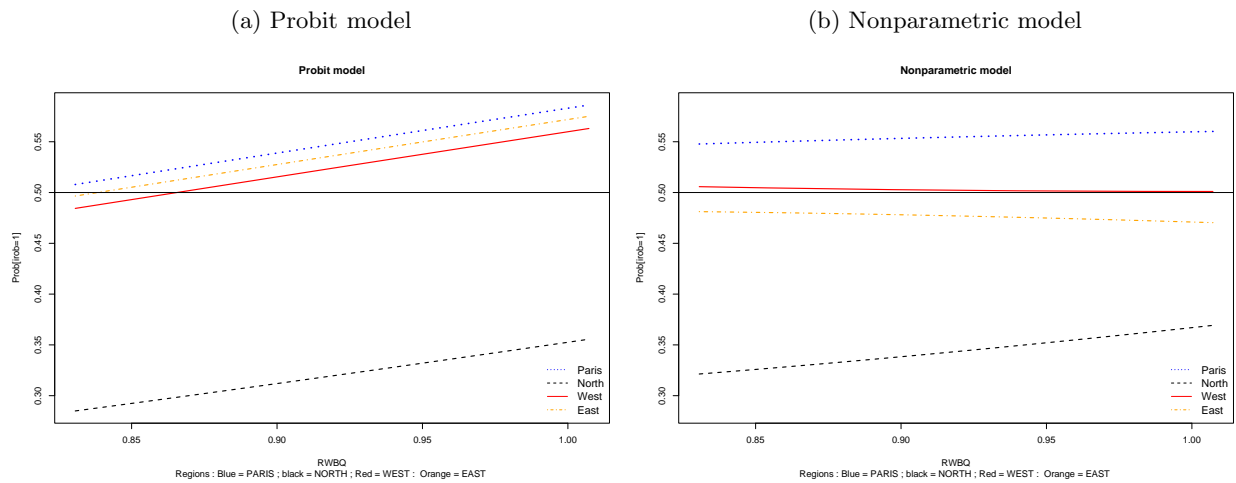 (a) Probit model
Probit model
Prob[irob=1]
0.55
0.50
0.45
0.40
0.35
0.30
Paris
North
West
East
0.85 0.90 0.95 1.00
RWBQ
Regions : Blue = PARIS ; black = NORTH ; Red = WEST : Orange = EAST
(b) Nonparametric model
Nonparametric model
Prob[irob=1]
0.55
0.50
0.45
0.40
0.35
0.30
Paris
North
West
East
0.85 0.90 0.95 1.00
RWBQ
Regions : Blue = PARIS ; black = NORTH ; Red = WEST : Orange = EAST